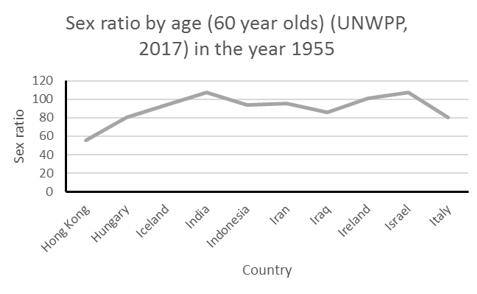 Sex ratio by age (60 year olds) (UNWPP,
2017) in the year 1955
120
100
80
60
40
20
0
Sex ratio
Hong Kong
Hungary
Iceland
India
Indonesia
Iran
Iraq
Ireland
Israel
Italy
Country